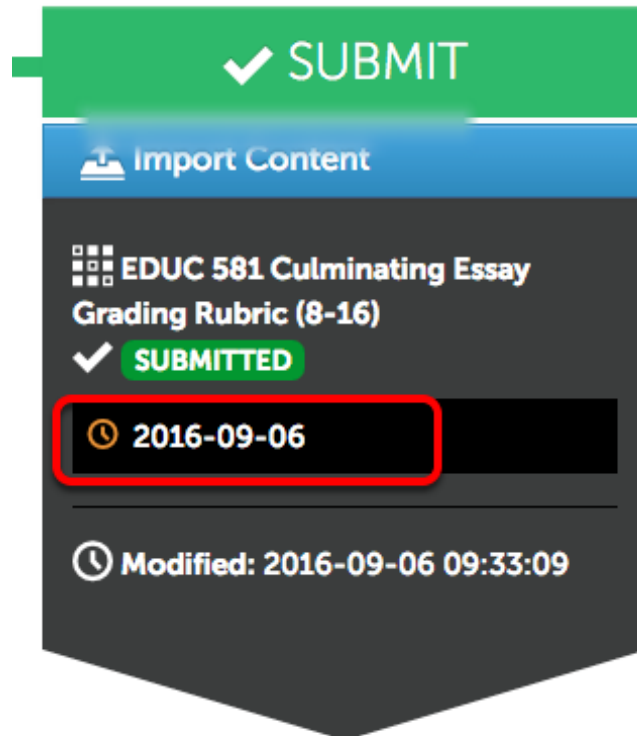 SUBMIT
Import Content
EDUC 581 Culminating Essay
Grading Rubric (8-16)
SUBMITTED
2016-09-06
Modified: 2016-09-06 09:33:09